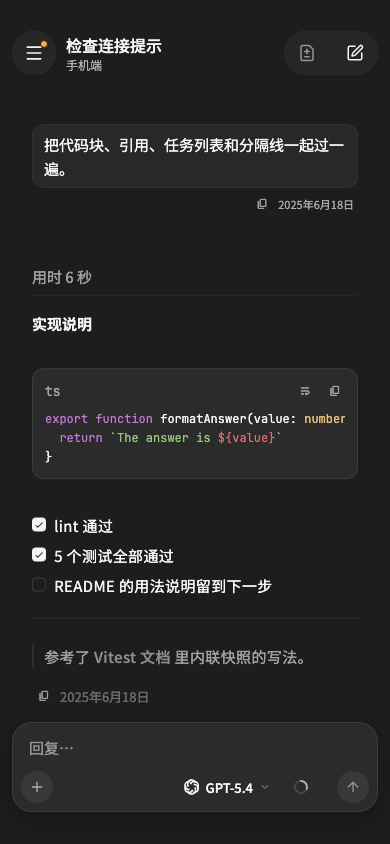 检查连接提示
手机端
把代码块、引用、任务列表和分隔线一起过一
遍。
2025年6月18日
用时 6 秒
实现说明
ts
export function formatAnswer(value: number
return `The answer is ${value}`
}
lint 通过
5 个测试全部通过
README 的用法说明留到下一步
参考了 Vitest 文档 里内联快照的写法。
2025年6月18日
回复…
GPT-5.4